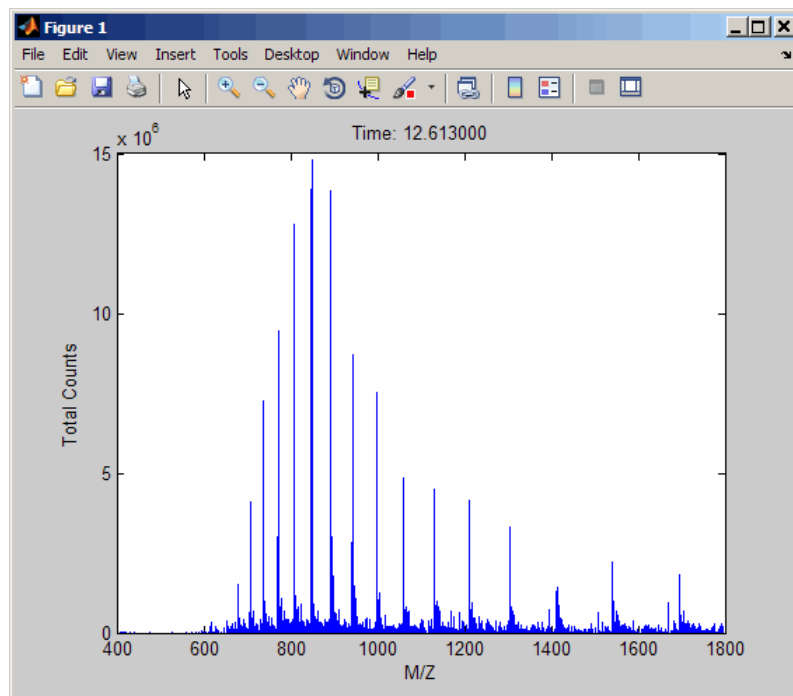 Figure 1
File Edit View Insert Tools Desktop Window Help
x 10^6
Time: 12.613000
15
10
5
0
Total Counts
400 600 800 1000 1200 1400 1600 1800
M/Z